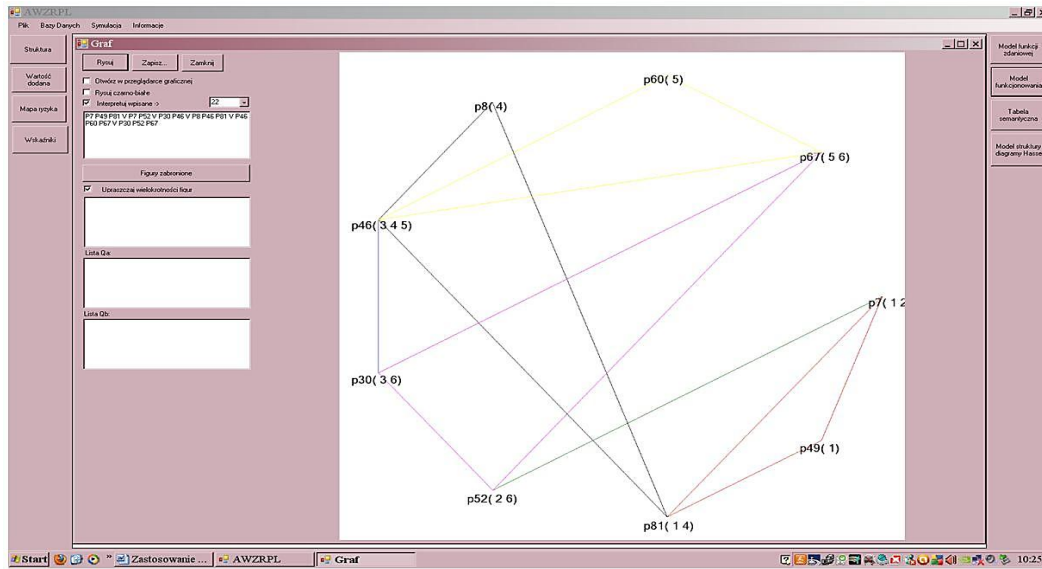 AWZRPL
Plik Bazy Danych Symulacja Informacje
Struktura
Wartość
dodana
Mapa ryzyka
Wskaźniki
Graf
Rysuj Zapisz... Zamknij
Otwórz w przeglądarce graficznej
Rysuj czarno-białe
Interpretuj wpisane -> 22
P7 P49 P81 V P7 P52 V P30 P46 V P8 P46 P81 V P46
P60 P67 V P30 P52 P67
Figury zabronione
Upraszczaj wielokrotności figur
Lista Qa:
Lista Qb:
p60( 5)
p8( 4)
p67( 5 6)
p46( 3 4 5)
p7( 1 2
p30( 3 6)
p49( 1)
p52( 2 6)
p81( 1 4)
Model funkcji
zdaniowej
Model
funkcjonowania
Tabela
semantyczna
Model struktury
diagramy Hasse
Start » Zastosowanie ... AWZRPL Graf 10:25